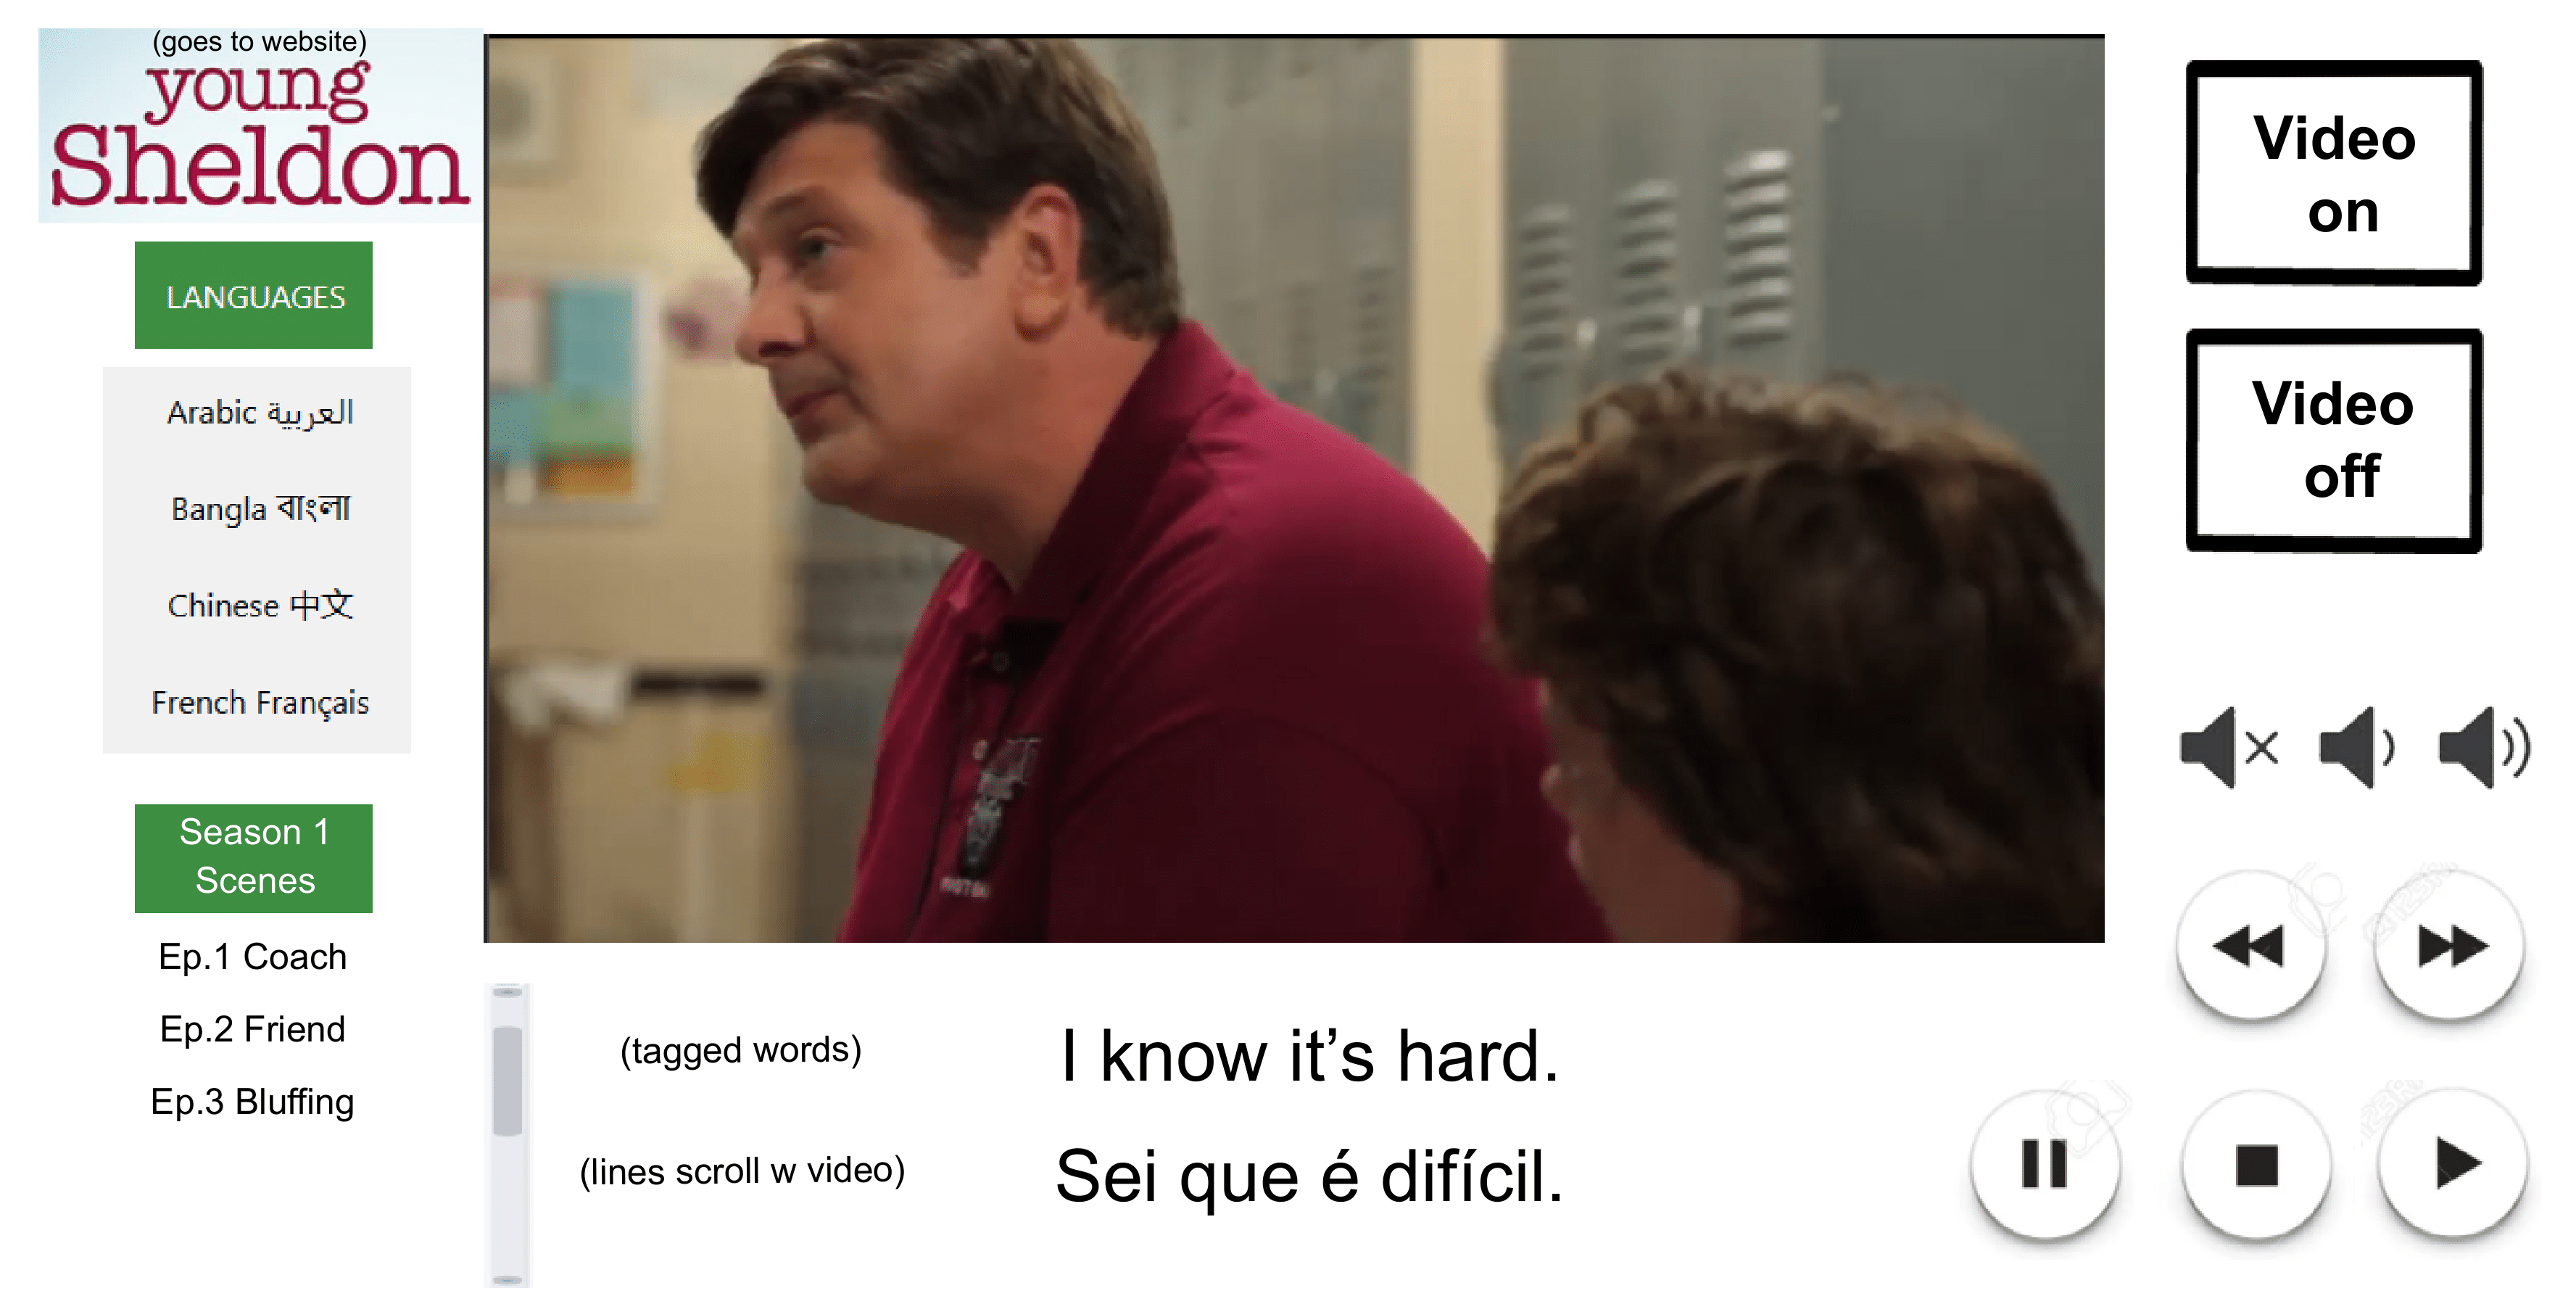 (goes to website)
young
Sheldon
LANGUAGES
Arabic العربية
Bangla বাংলা
Chinese 中文
French Français
Season 1
Scenes
Ep.1 Coach
Ep.2 Friend
Ep.3 Bluffing
Video
on
Video
off
(tagged words)
I know it’s hard.
(lines scroll w video)
Sei que é difícil.